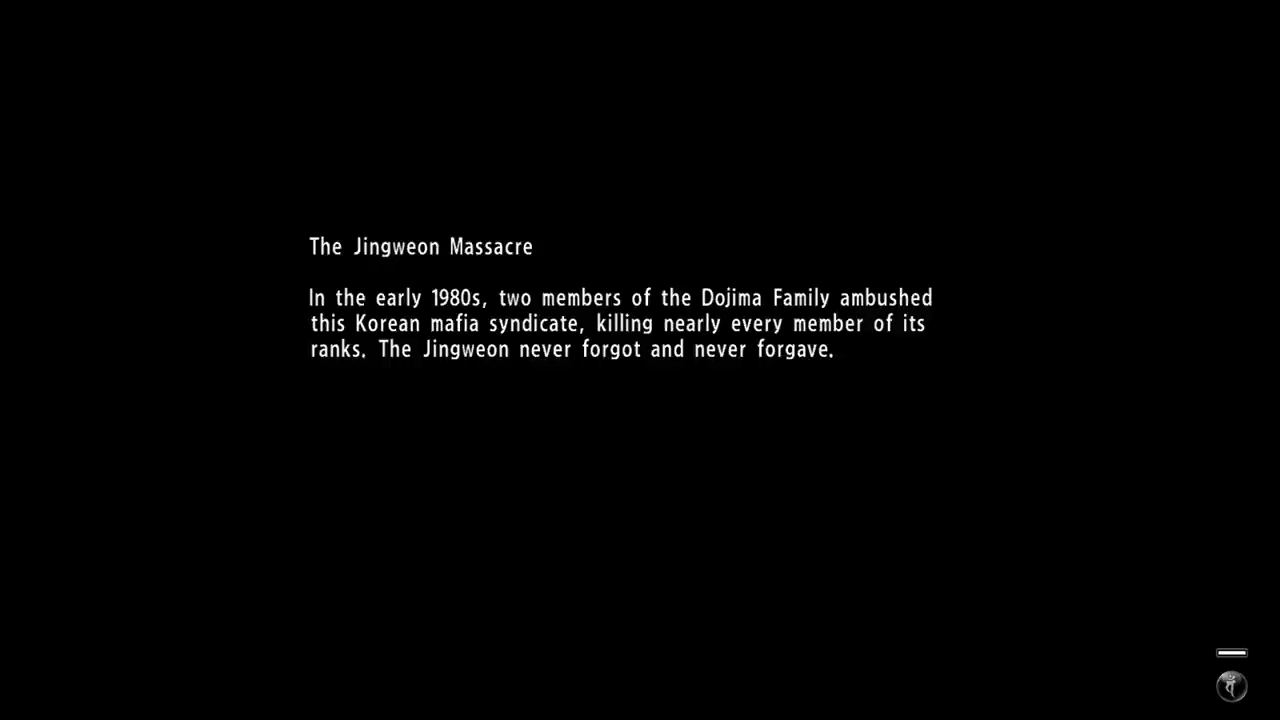 The Jingweon Massacre
In the early 1980s, two members of the Dojima Family ambushed
this Korean mafia syndicate, killing nearly every member of its
ranks. The Jingweon never forgot and never forgave.